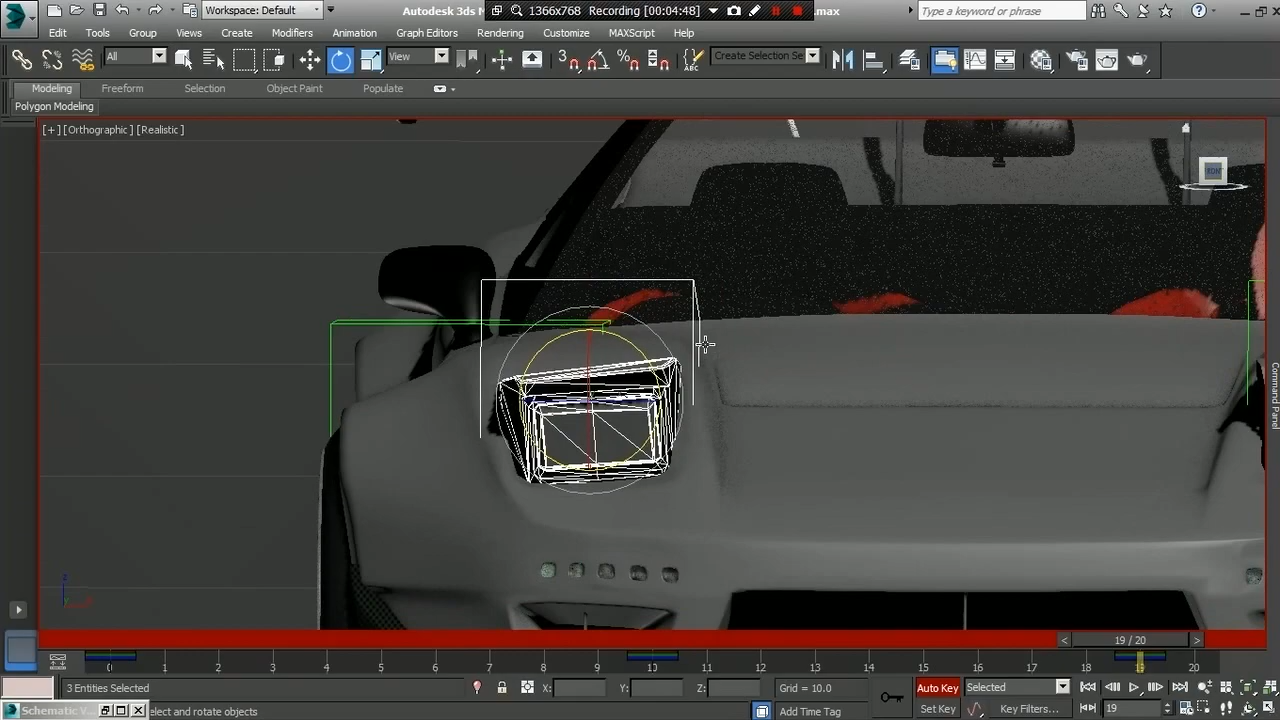 Workspace: Default
Autodesk 3ds M
1366x768 Recording [00:04:48]
.max
Type a keyword or phrase
Edit Tools Group Views Create Modifiers Animation Graph Editors Rendering Customize MAXScript Help
All
View
3
ABC
Create Selection Se
Modeling Freeform Selection Object Paint Populate
Polygon Modeling
[+] [Orthographic ] [Realistic ]
Command Panel
19 / 20
0 1 2 3 4 5 6 7 8 9 10 11 12 13 14 15 16 17 18 19 20
3 Entities Selected
X: Y: Z: Grid = 10.0
Auto Key Selected
Schematic V...
elect and rotate objects
Add Time Tag
Set Key Key Filters... 19